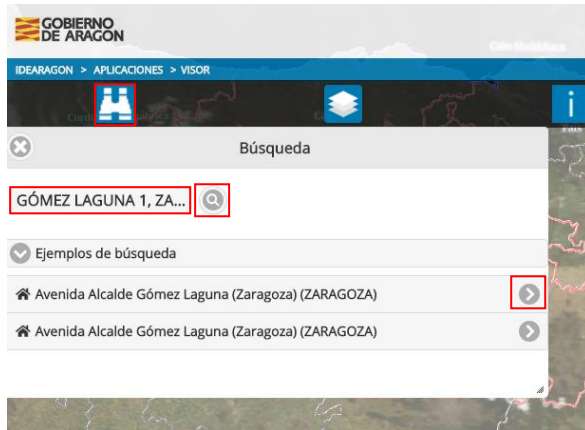 GOBIERNO
DE ARAGON
IDEARAGON > APLICACIONES > VISOR
Búsqueda
GÓMEZ LAGUNA 1, ZA...
Ejemplos de búsqueda
Avenida Alcalde Gómez Laguna (Zaragoza) (ZARAGOZA)
Avenida Alcalde Gómez Laguna (Zaragoza) (ZARAGOZA)